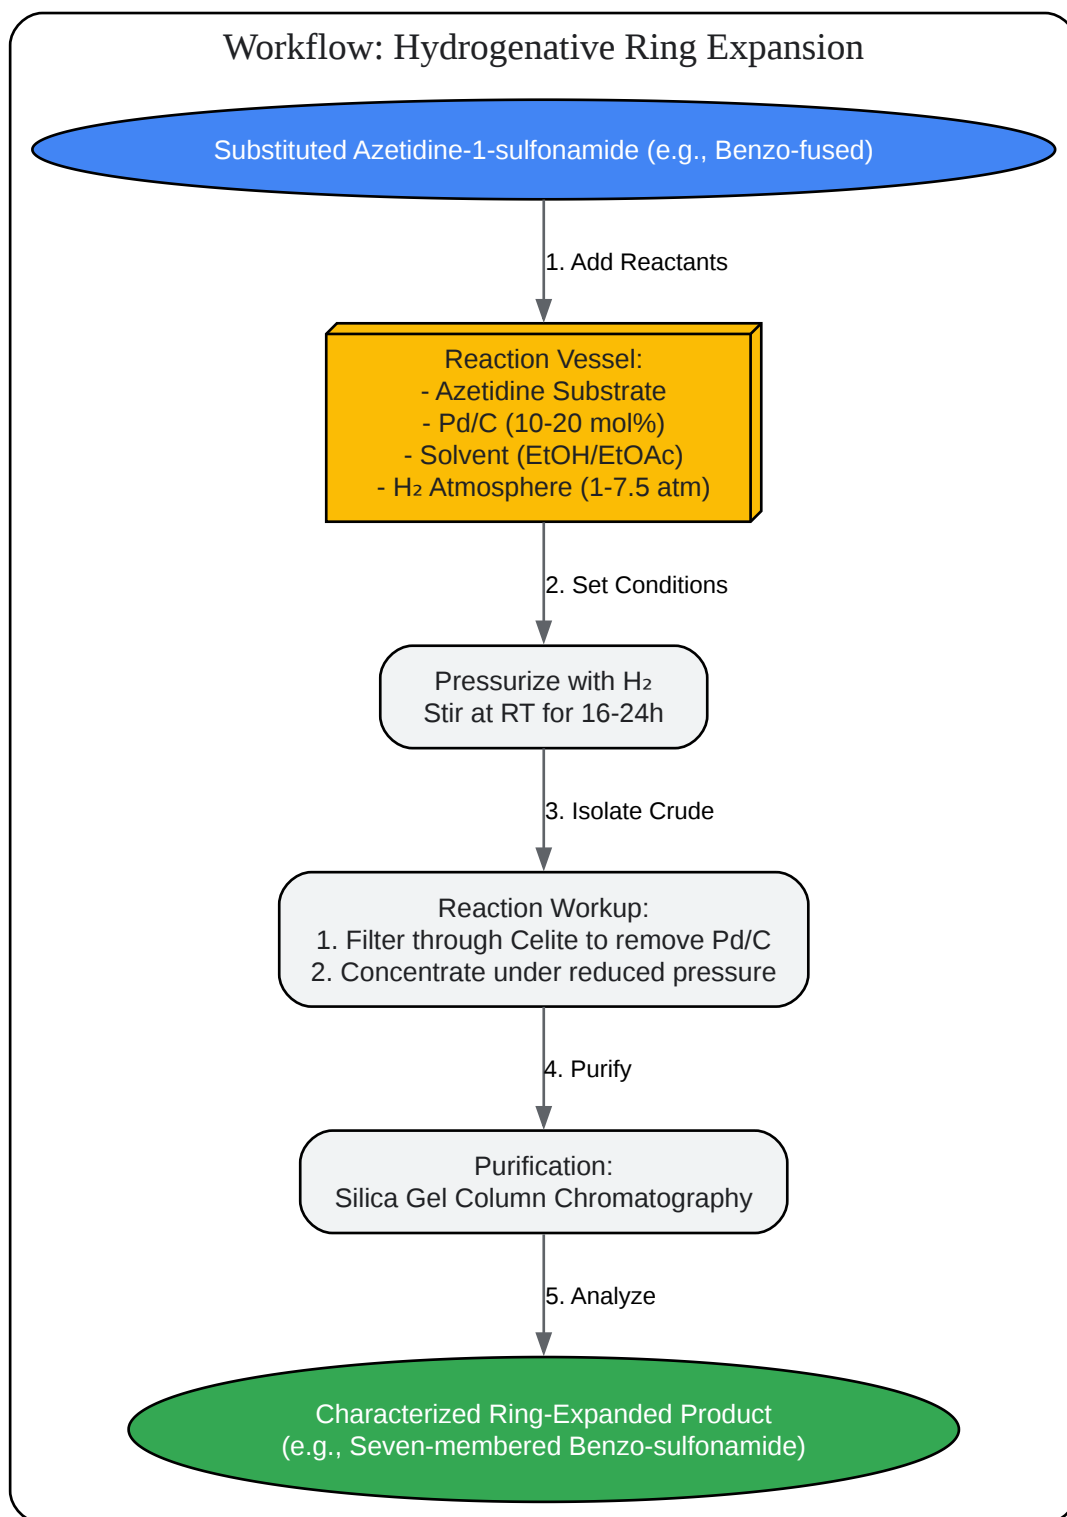 Workflow: Hydrogenative Ring Expansion
Substituted Azetidine-1-sulfonamide (e.g., Benzo-fused)
1. Add Reactants
Reaction Vessel:
- Azetidine Substrate
- Pd/C (10-20 mol%)
- Solvent (EtOH/EtOAc)
- H₂ Atmosphere (1-7.5 atm)
2. Set Conditions
Pressurize with H₂
Stir at RT for 16-24h
3. Isolate Crude
Reaction Workup:
1. Filter through Celite to remove Pd/C
2. Concentrate under reduced pressure
4. Purify
Purification:
Silica Gel Column Chromatography
5. Analyze
Characterized Ring-Expanded Product
(e.g., Seven-membered Benzo-sulfonamide)